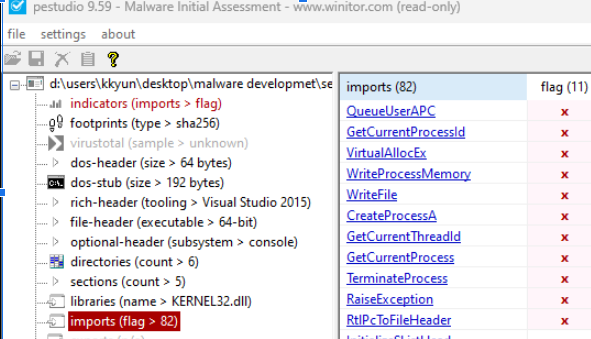 pestudio 9.59 - Malware Initial Assessment - www.winitor.com (read-only)
file settings about
d:\users\kkyun\desktop\malware developmet\se
indicators (imports > flag)
footprints (type > sha256)
virustotal (sample > unknown)
dos-header (size > 64 bytes)
dos-stub (size > 192 bytes)
rich-header (tooling > Visual Studio 2015)
file-header (executable > 64-bit)
optional-header (subsystem > console)
directories (count > 6)
sections (count > 5)
libraries (name > KERNEL32.dll)
imports (flag > 82)
imports (82) flag (11)
QueueUserAPC x
GetCurrentProcessId x
VirtualAllocEx x
WriteProcessMemory x
WriteFile x
CreateProcessA x
GetCurrentThreadId x
GetCurrentProcess x
TerminateProcess x
RaiseException x
RtlPcToFileHeader x